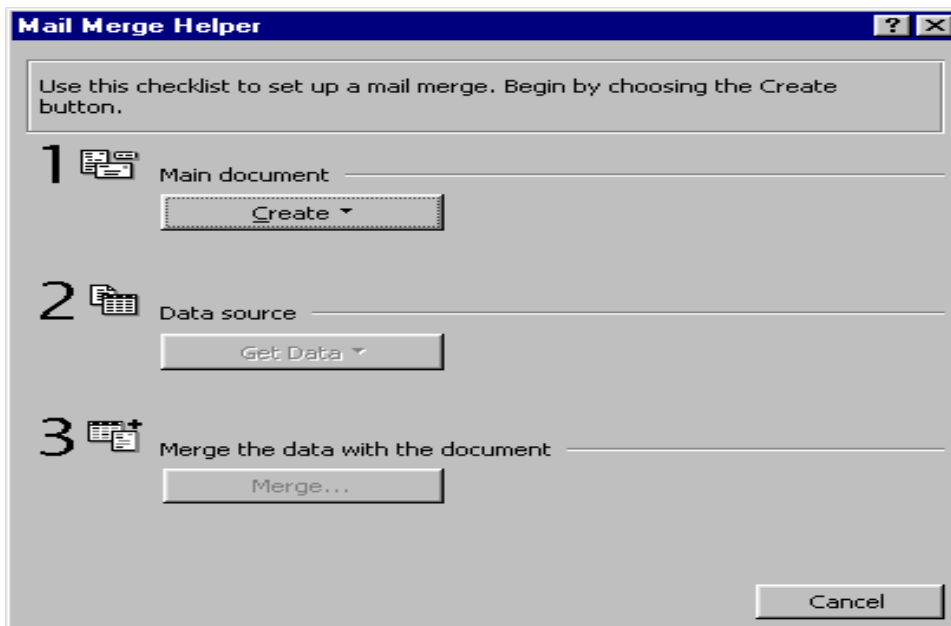 Mail Merge Helper
Use this checklist to set up a mail merge. Begin by choosing the Create
button.
1
Main document
Create
2
Data source
Get Data
3
Merge the data with the document
Merge...
Cancel